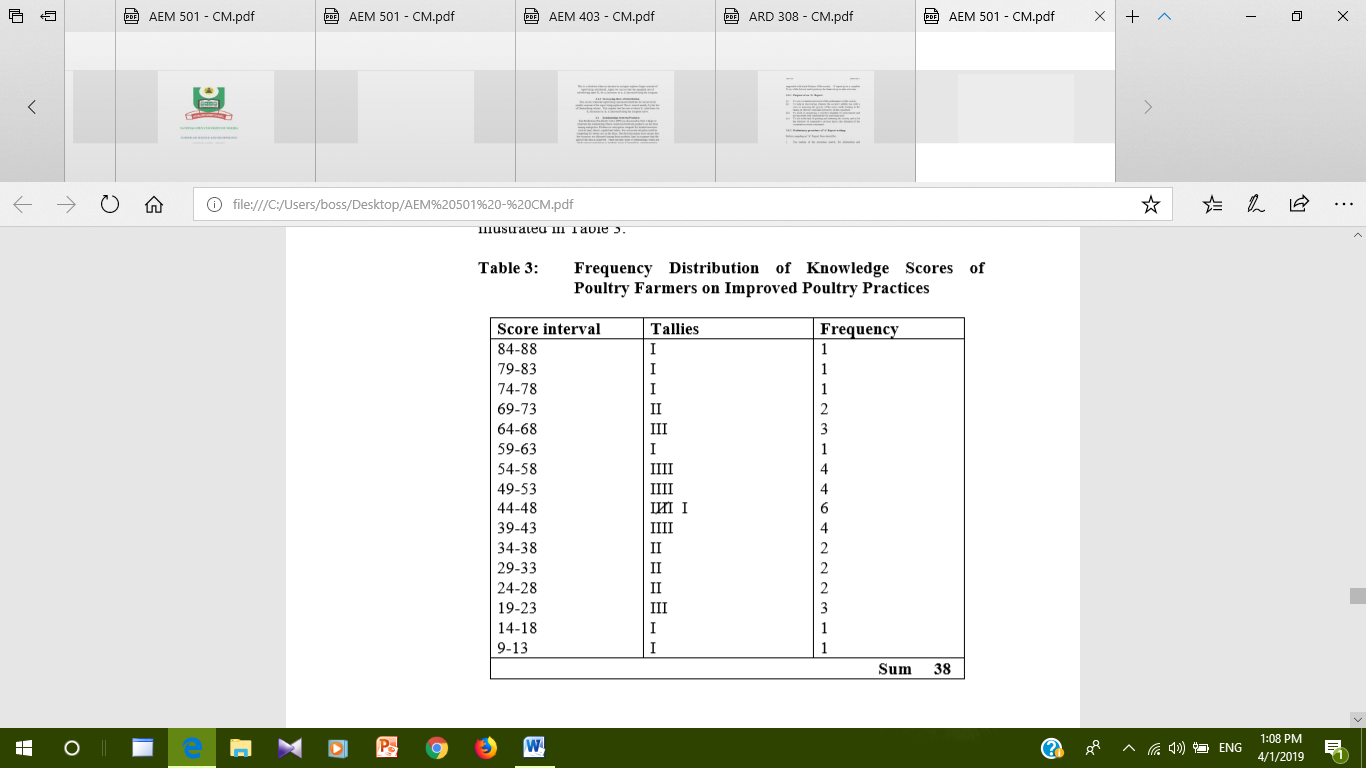 AEM 501 - CM.pdf AEM 501 - CM.pdf AEM 403 - CM.pdf ARD 308 - CM.pdf AEM 501 - CM.pdf
file:///C:/Users/boss/Desktop/AEM%20501%20-%20CM.pdf
illustrated in Table 3.
Table 3: Frequency Distribution of Knowledge Scores of
Poultry Farmers on Improved Poultry Practices
Score interval Tallies Frequency
84-88 I 1
79-83 I 1
74-78 I 1
69-73 II 2
64-68 III 3
59-63 I 1
54-58 IIII 4
49-53 IIII 4
44-48 IIII I 6
39-43 IIII 4
34-38 II 2
29-33 II 2
24-28 II 2
19-23 III 3
14-18 I 1
9-13 I 1
Sum 38
ENG 1:08 PM
4/1/2019 1